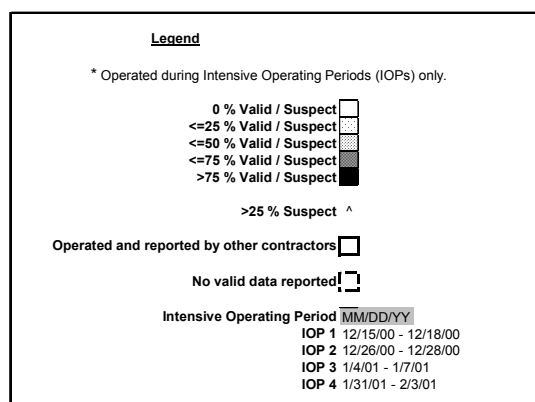 Legend
* Operated during Intensive Operating Periods (IOPs) only.
0 % Valid / Suspect
<=25 % Valid / Suspect
<=50 % Valid / Suspect
<=75 % Valid / Suspect
>75 % Valid / Suspect
>25 % Suspect ^
Operated and reported by other contractors
No valid data reported
Intensive Operating Period MM/DD/YY
IOP 1 12/15/00 - 12/18/00
IOP 2 12/26/00 - 12/28/00
IOP 3 1/4/01 - 1/7/01
IOP 4 1/31/01 - 2/3/01